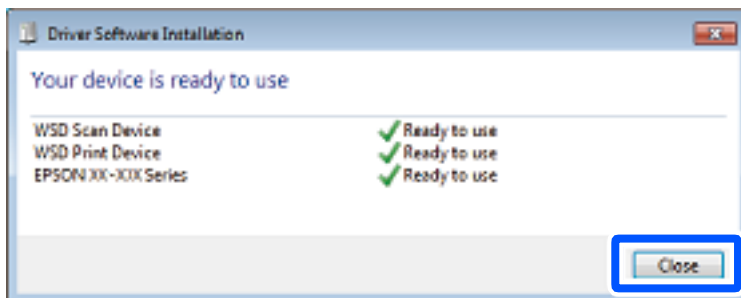 Driver Software Installation
Your device is ready to use
WSD Scan Device Ready to use
WSD Print Device Ready to use
EPSON XX-XXX Series Ready to use
Close